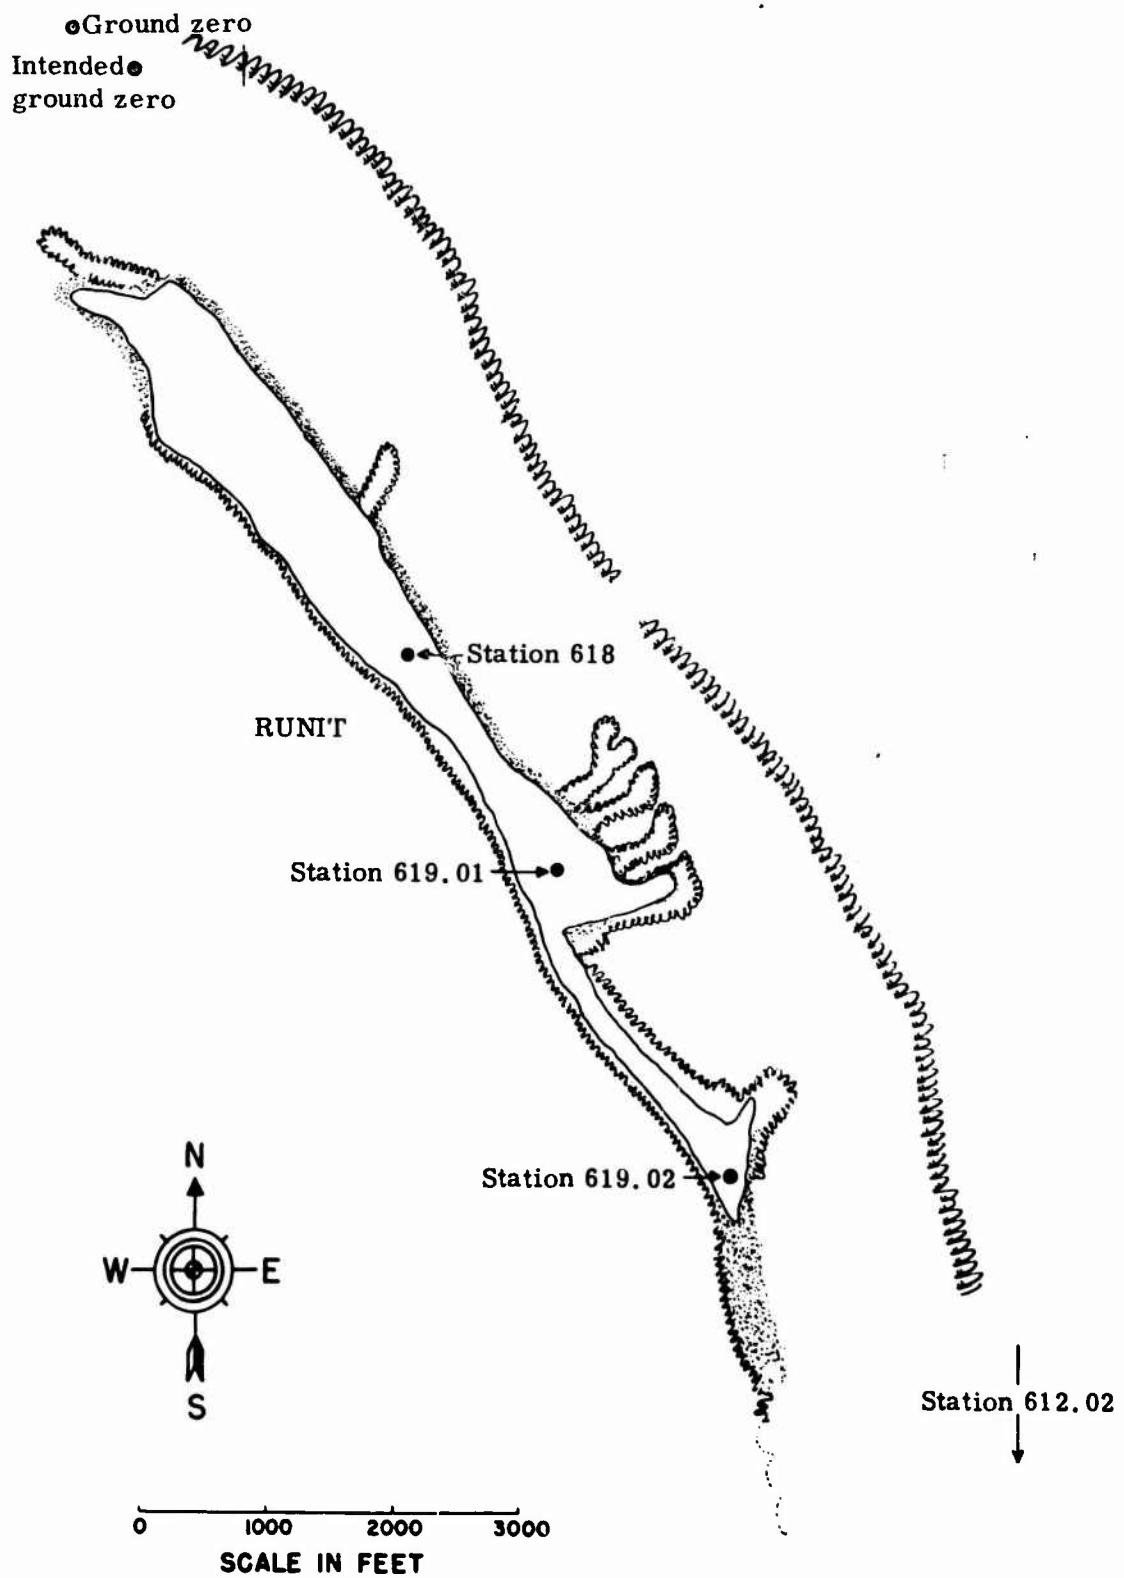 Ground zero
Intended
ground zero
Station 618
RUNIT
Station 619.01
Station 619.02
N
W E
S
Station 612.02
0 1000 2000 3000
SCALE IN FEET